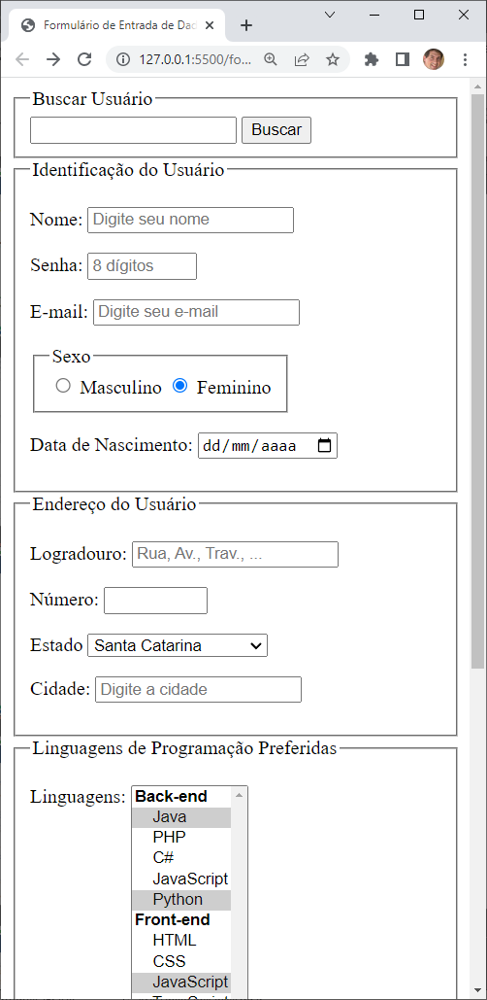 Formulário de Entrada de Dad
127.0.0.1:5500/fo...
Buscar Usuário
Buscar
Identificação do Usuário
Nome: Digite seu nome
Senha: 8 dígitos
E-mail: Digite seu e-mail
Sexo
Masculino Feminino
Data de Nascimento: dd/mm/aaaa
Endereço do Usuário
Logradouro: Rua, Av., Trav., ...
Número:
Estado Santa Catarina
Cidade: Digite a cidade
Linguagens de Programação Preferidas
Linguagens: Back-end
Java
PHP
C#
JavaScript
Python
Front-end
HTML
CSS
JavaScript